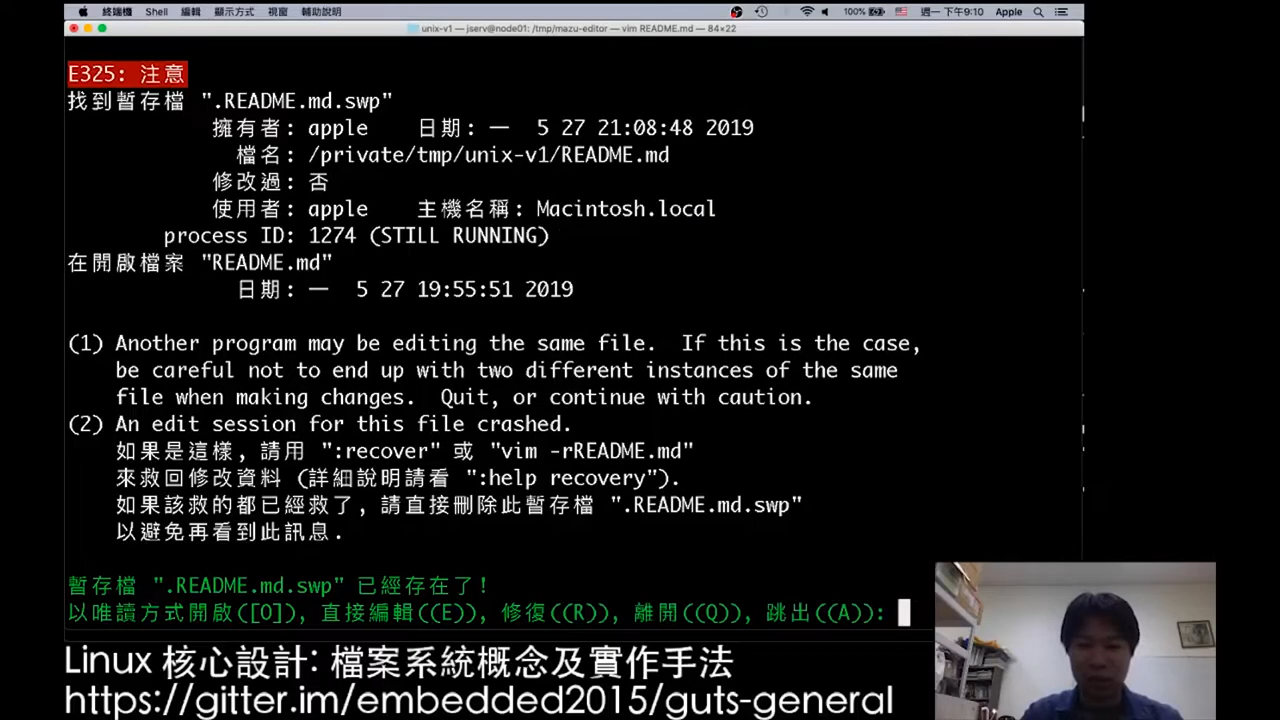 終端機 Shell 編輯 顯示方式 視窗 輔助說明 100% 週一 下午9:10 Apple
unix-v1 — jserv@node01: /tmp/mazu-editor — vim README.md — 84×22
E325: 注意
找到暫存檔 ".README.md.swp"
擁有者: apple 日期: 一 5 27 21:08:48 2019
檔名: /private/tmp/unix-v1/README.md
修改過: 否
使用者: apple 主機名稱: Macintosh.local
process ID: 1274 (STILL RUNNING)
在開啟檔案 "README.md"
日期: 一 5 27 19:55:51 2019
(1) Another program may be editing the same file. If this is the case,
be careful not to end up with two different instances of the same
file when making changes. Quit, or continue with caution.
(2) An edit session for this file crashed.
如果是這樣, 請用 ":recover" 或 "vim -rREADME.md"
來救回修改資料 (詳細說明請看 ":help recovery").
如果該救的都已經救了, 請直接刪除此暫存檔 ".README.md.swp"
以避免再看到此訊息.
暫存檔 ".README.md.swp" 已經存在了!
以唯讀方式開啟([O]), 直接編輯((E)), 修復((R)), 離開((Q)), 跳出((A)):
Linux 核心設計: 檔案系統概念及實作手法
https://gitter.im/embedded2015/guts-general